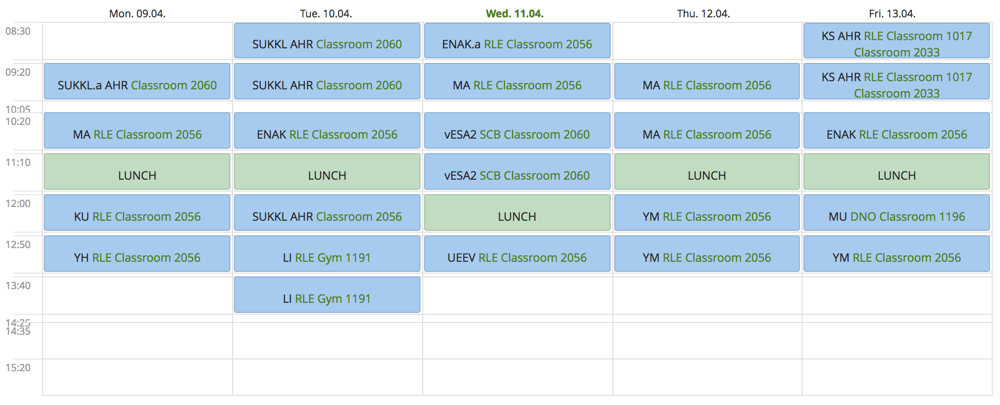 Mon. 09.04. Tue. 10.04. Wed. 11.04. Thu. 12.04. Fri. 13.04.
08:30
SUKKL AHR Classroom 2060
ENAK.a RLE Classroom 2056
KS AHR RLE Classroom 1017
Classroom 2033
09:20
SUKKL.a AHR Classroom 2060
SUKKL AHR Classroom 2060
MA RLE Classroom 2056
MA RLE Classroom 2056
KS AHR RLE Classroom 1017
Classroom 2033
10:05
10:20
MA RLE Classroom 2056
ENAK RLE Classroom 2056
vESA2 SCB Classroom 2060
MA RLE Classroom 2056
ENAK RLE Classroom 2056
11:10
LUNCH
LUNCH
vESA2 SCB Classroom 2060
LUNCH
LUNCH
12:00
KU RLE Classroom 2056
SUKKL AHR Classroom 2056
LUNCH
YM RLE Classroom 2056
MU DNO Classroom 1196
12:50
YH RLE Classroom 2056
LI RLE Gym 1191
UEEV RLE Classroom 2056
YM RLE Classroom 2056
YM RLE Classroom 2056
13:40
LI RLE Gym 1191
14:25
14:35
15:20